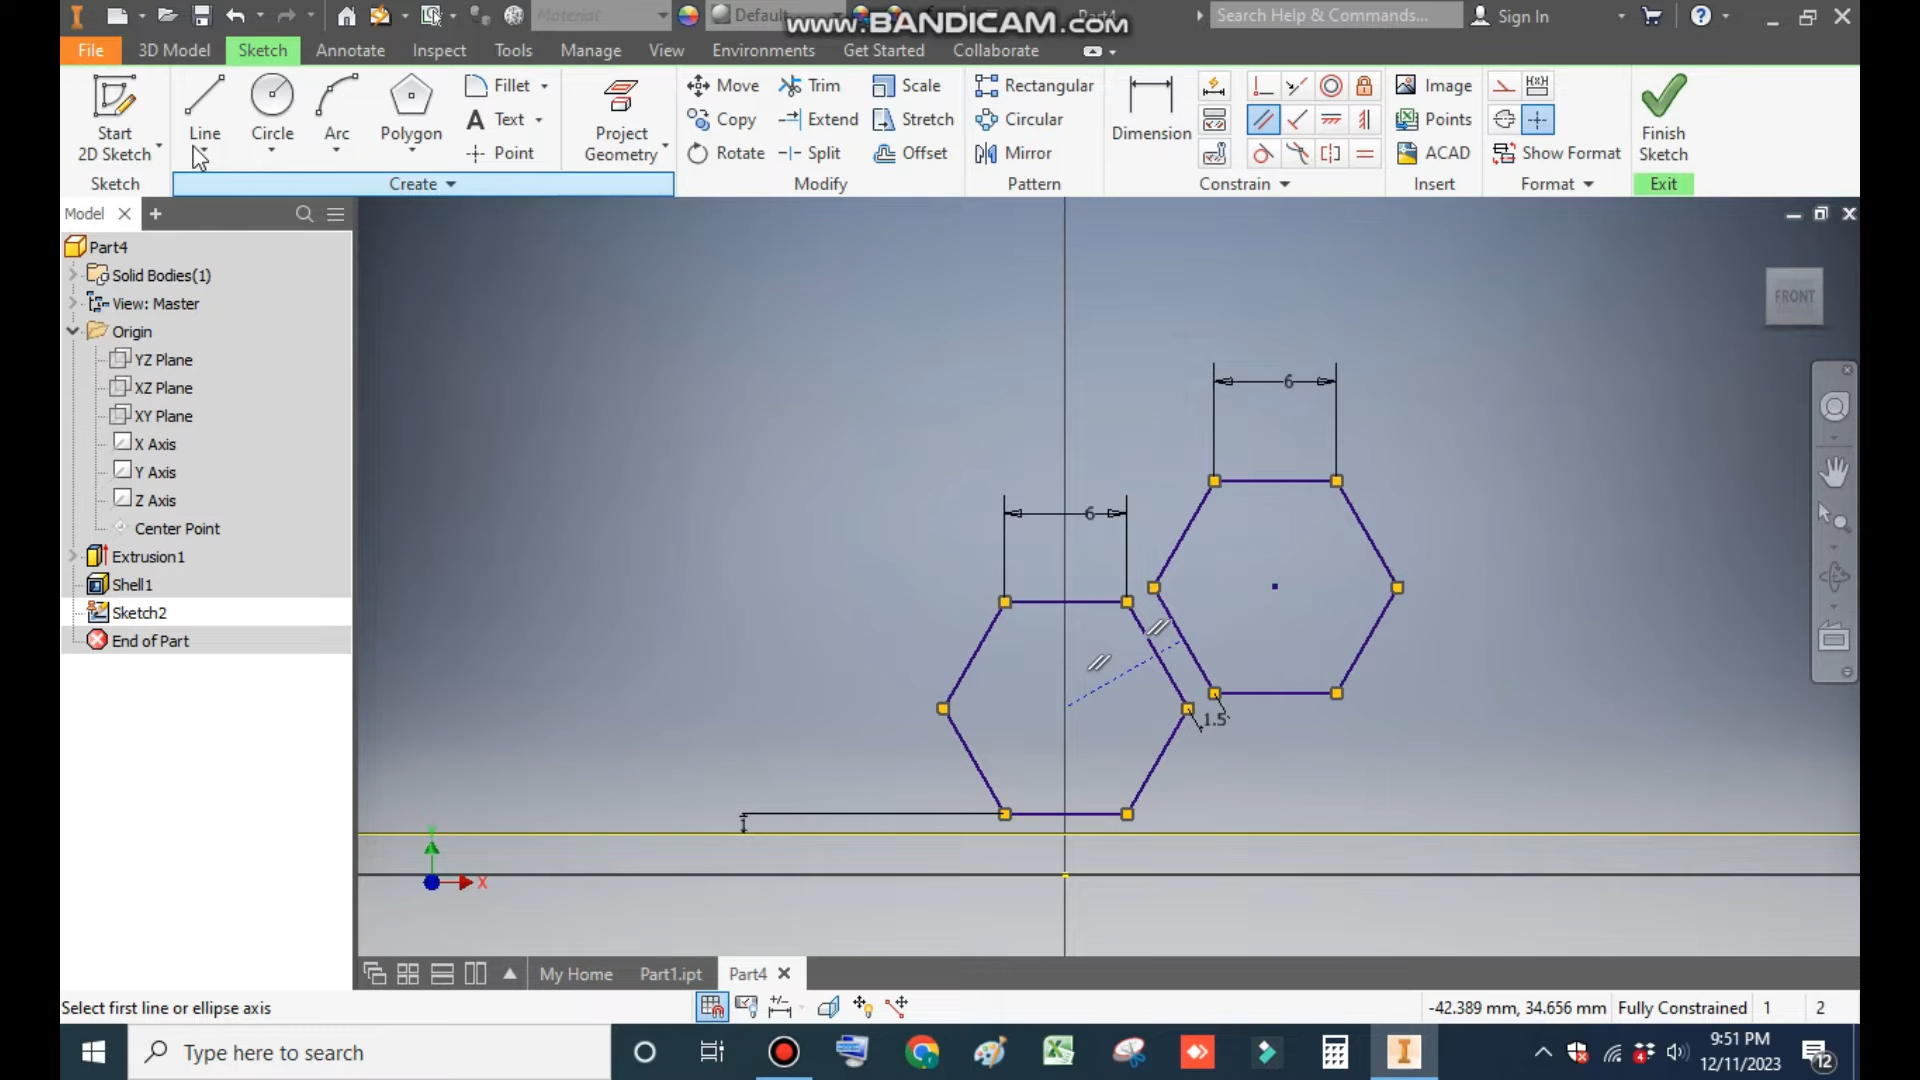 Material
Default
www.BANDICAM.com
Part4
Search Help & Commands...
Sign In
File
3D Model
Sketch
Annotate
Inspect
Tools
Manage
View
Environments
Get Started
Collaborate
Start
2D Sketch
Line
Circle
Arc
Polygon
Fillet
Text
Point
Project
Geometry
Move
Copy
Rotate
Trim
Extend
Split
Scale
Stretch
Offset
Rectangular
Circular
Mirror
Dimension
Image
Points
ACAD
Show Format
Finish
Sketch
Sketch
Create
Modify
Pattern
Constrain
Insert
Format
Exit
Model
Part4
Solid Bodies(1)
View: Master
Origin
YZ Plane
XZ Plane
XY Plane
X Axis
Y Axis
Z Axis
Center Point
Extrusion1
Shell1
Sketch2
End of Part
FRONT
6
6
1.5
1
X
My Home
Part1.ipt
Part4
Select first line or ellipse axis
-42.389 mm, 34.656 mm
Fully Constrained
1
2
Type here to search
9:51 PM
12/11/2023
12